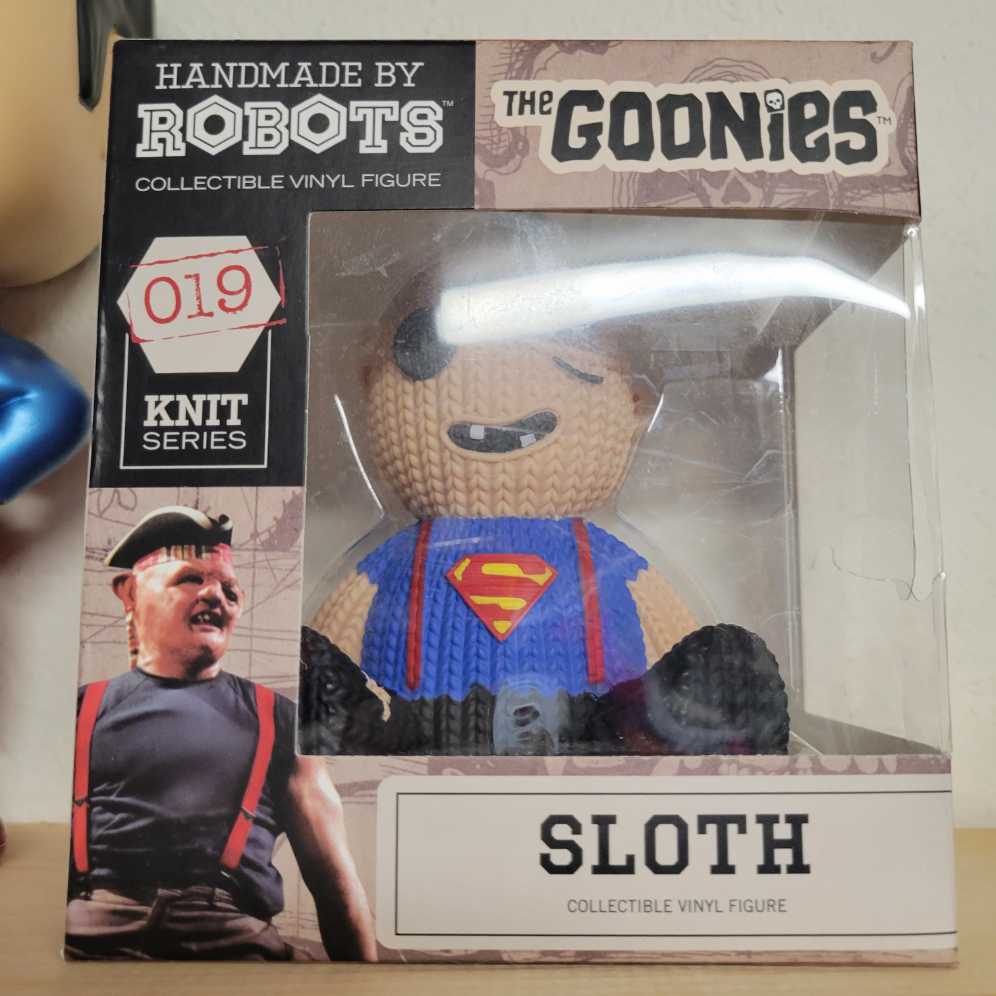 HANDMADE BY
ROBOTS™
COLLECTIBLE VINYL FIGURE
THE GOONIES™
019
KNIT
SERIES
S
SLOTH
COLLECTIBLE VINYL FIGURE